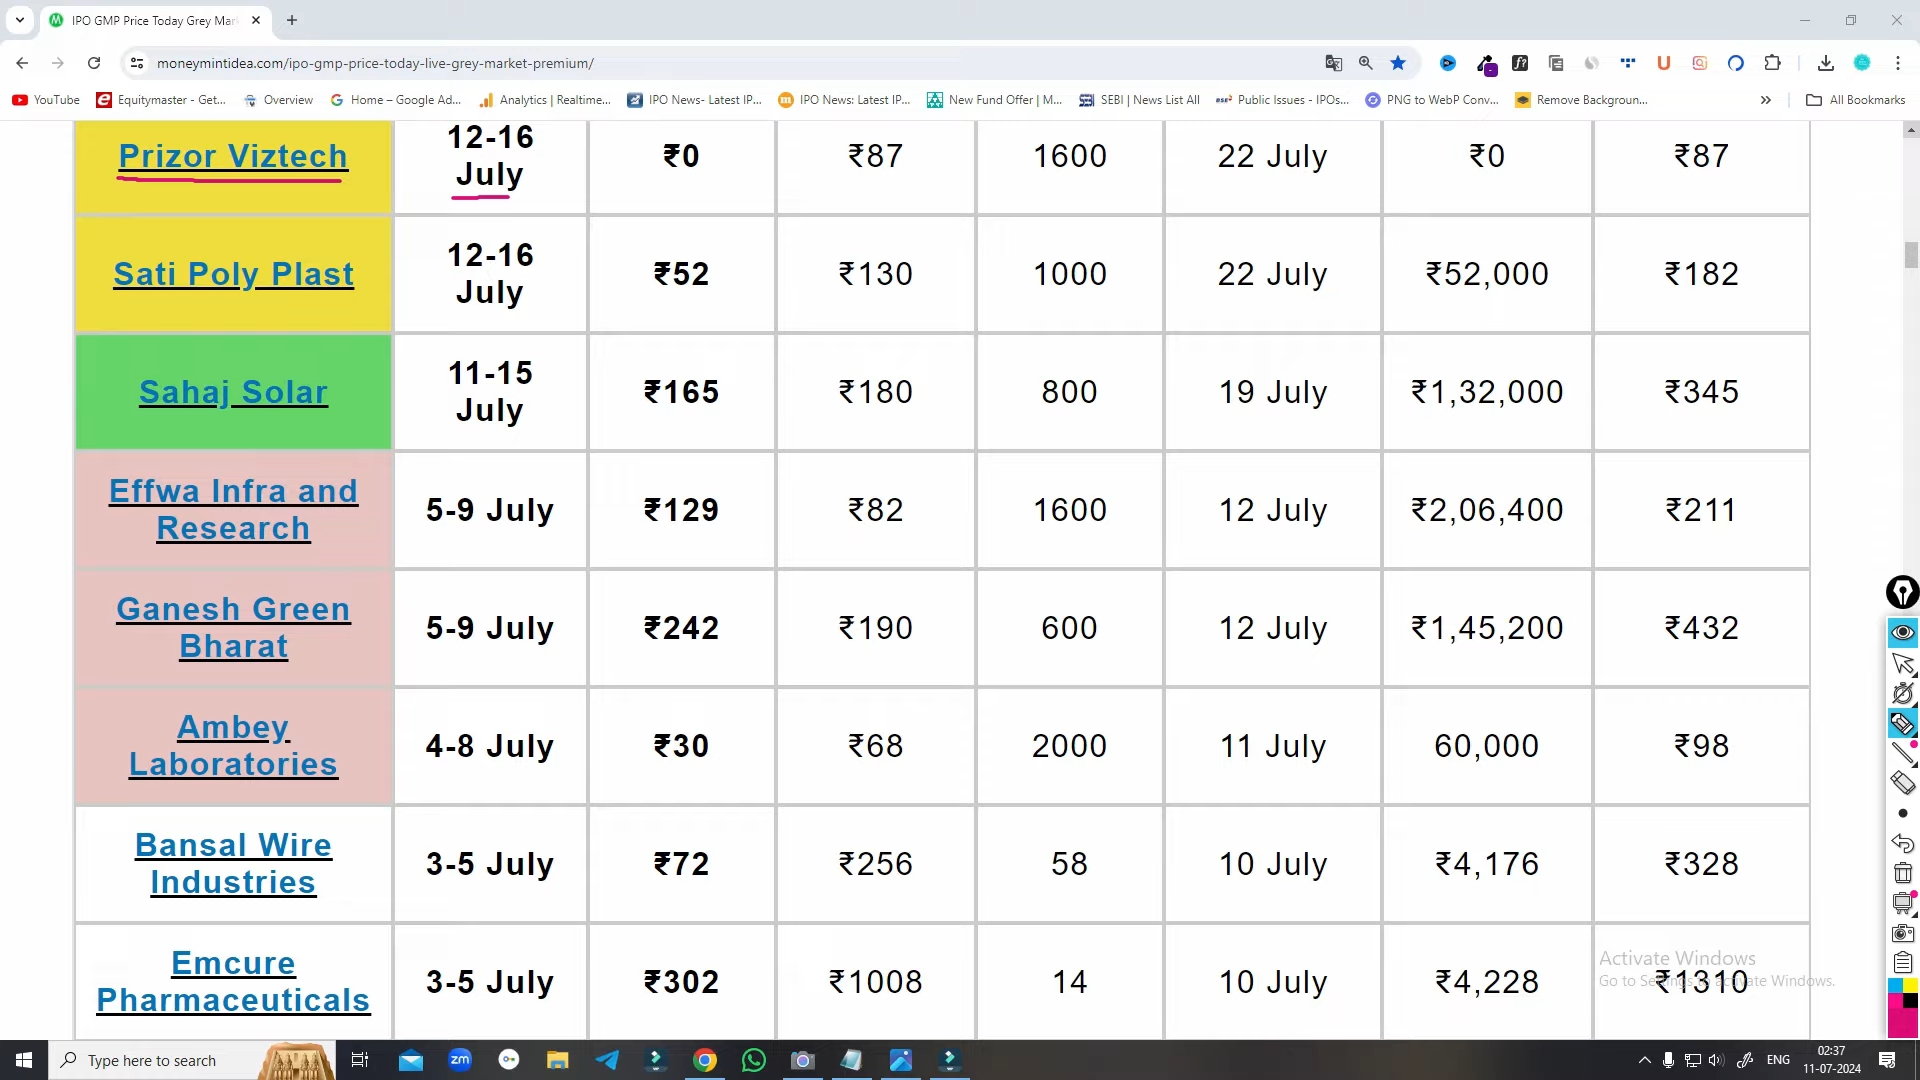 IPO GMP Price Today Grey Mar
moneymintidea.com/ipo-gmp-price-today-live-grey-market-premium/
YouTube
Equitymaster - Get...
Overview
Home – Google Ad...
Analytics | Realtime...
IPO News- Latest IP...
IPO News: Latest IP...
New Fund Offer | M...
SEBI | News List All
Public Issues - IPOs...
PNG to WebP Conv...
Remove Backgroun...
All Bookmarks
Prizor Viztech 12-16 July ₹0 ₹87 1600 22 July ₹0 ₹87
Sati Poly Plast 12-16 July ₹52 ₹130 1000 22 July ₹52,000 ₹182
Sahaj Solar 11-15 July ₹165 ₹180 800 19 July ₹1,32,000 ₹345
Effwa Infra and Research 5-9 July ₹129 ₹82 1600 12 July ₹2,06,400 ₹211
Ganesh Green Bharat 5-9 July ₹242 ₹190 600 12 July ₹1,45,200 ₹432
Ambey Laboratories 4-8 July ₹30 ₹68 2000 11 July 60,000 ₹98
Bansal Wire Industries 3-5 July ₹72 ₹256 58 10 July ₹4,176 ₹328
Emcure Pharmaceuticals 3-5 July ₹302 ₹1008 14 10 July ₹4,228 ₹1310
Activate Windows
Go to Settings to activate Windows.
Type here to search
zm
ENG
02:37
11-07-2024